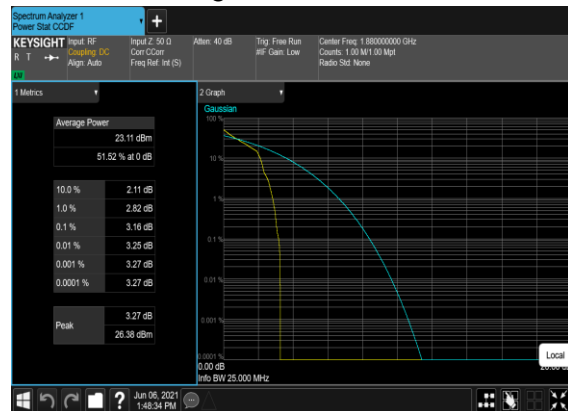 Spectrum Analyzer 1
Power Stat CCDF
+
KEYSIGHT
R T
LW
Input: RF
Coupling: DC
Align: Auto
Input Z: 50 Ω
Corr CCorr
Freq Ref: Int (S)
Atten: 40 dB
Trig: Free Run
#IF Gain: Low
Center Freq: 1.880000000 GHz
Counts: 1.00 M/1.00 Mpt
Radio Std: None
1 Metrics
Average Power
23.11 dBm
51.52 % at 0 dB
10.0 % 2.11 dB
1.0 % 2.82 dB
0.1 % 3.16 dB
0.01 % 3.25 dB
0.001 % 3.27 dB
0.0001 % 3.27 dB
Peak
3.27 dB
26.38 dBm
2 Graph
Gaussian
100 %
10 %
1 %
0.1 %
0.01 %
0.001 %
0.0001 %
0.00 dB
Info BW 25.000 MHz
Local
?
Jun 06, 2021
1:48:34 PM